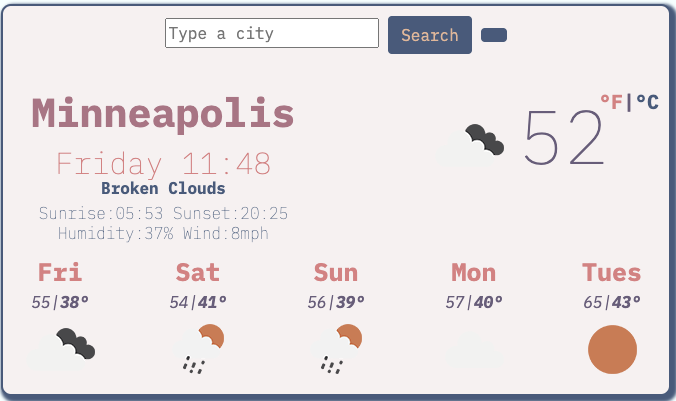 Type a city Search
°F|°C
Minneapolis 52
Friday 11:48
Broken Clouds
Sunrise:05:53 Sunset:20:25
Humidity:37% Wind:8mph
Fri Sat Sun Mon Tues
55|38° 54|41° 56|39° 57|40° 65|43°